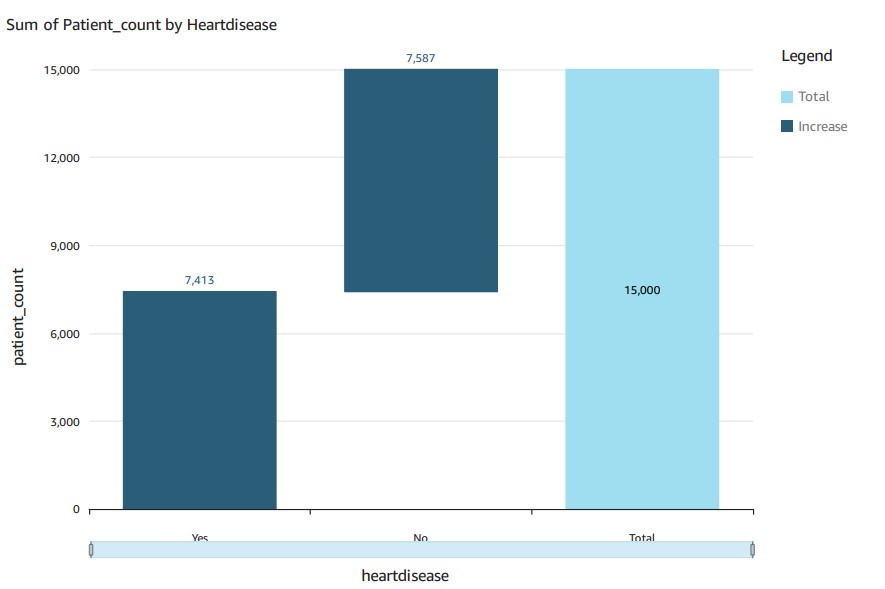 Sum of Patient_count by Heartdisease
Legend
Total
Increase
patient_count
15,000
12,000
9,000
6,000
3,000
0
7,413
7,587
15,000
Yes
No
Total
heartdisease